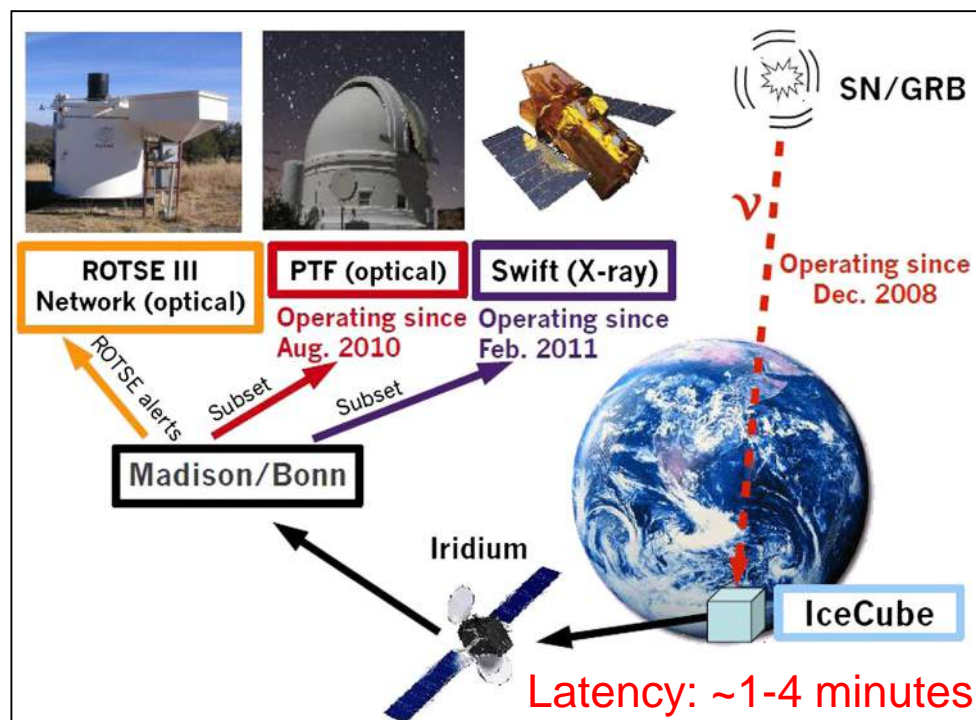 SN/GRB
ν
Operating since
Dec. 2008
ROTSE III
Network (optical)
PTF (optical)
Operating since
Aug. 2010
Swift (X-ray)
Operating since
Feb. 2011
ROTSE alerts
Subset
Subset
Madison/Bonn
Iridium
IceCube
Latency: ~1-4 minutes